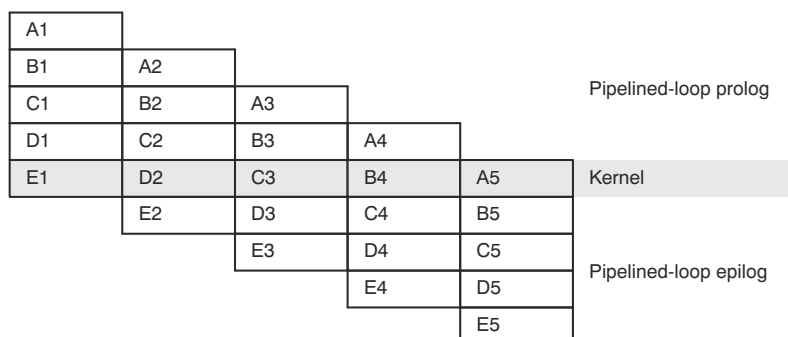 A1
B1 A2
C1 B2 A3 Pipelined-loop prolog
D1 C2 B3 A4
E1 D2 C3 B4 A5 Kernel
E2 D3 C4 B5
E3 D4 C5 Pipelined-loop epilog
E4 D5
E5